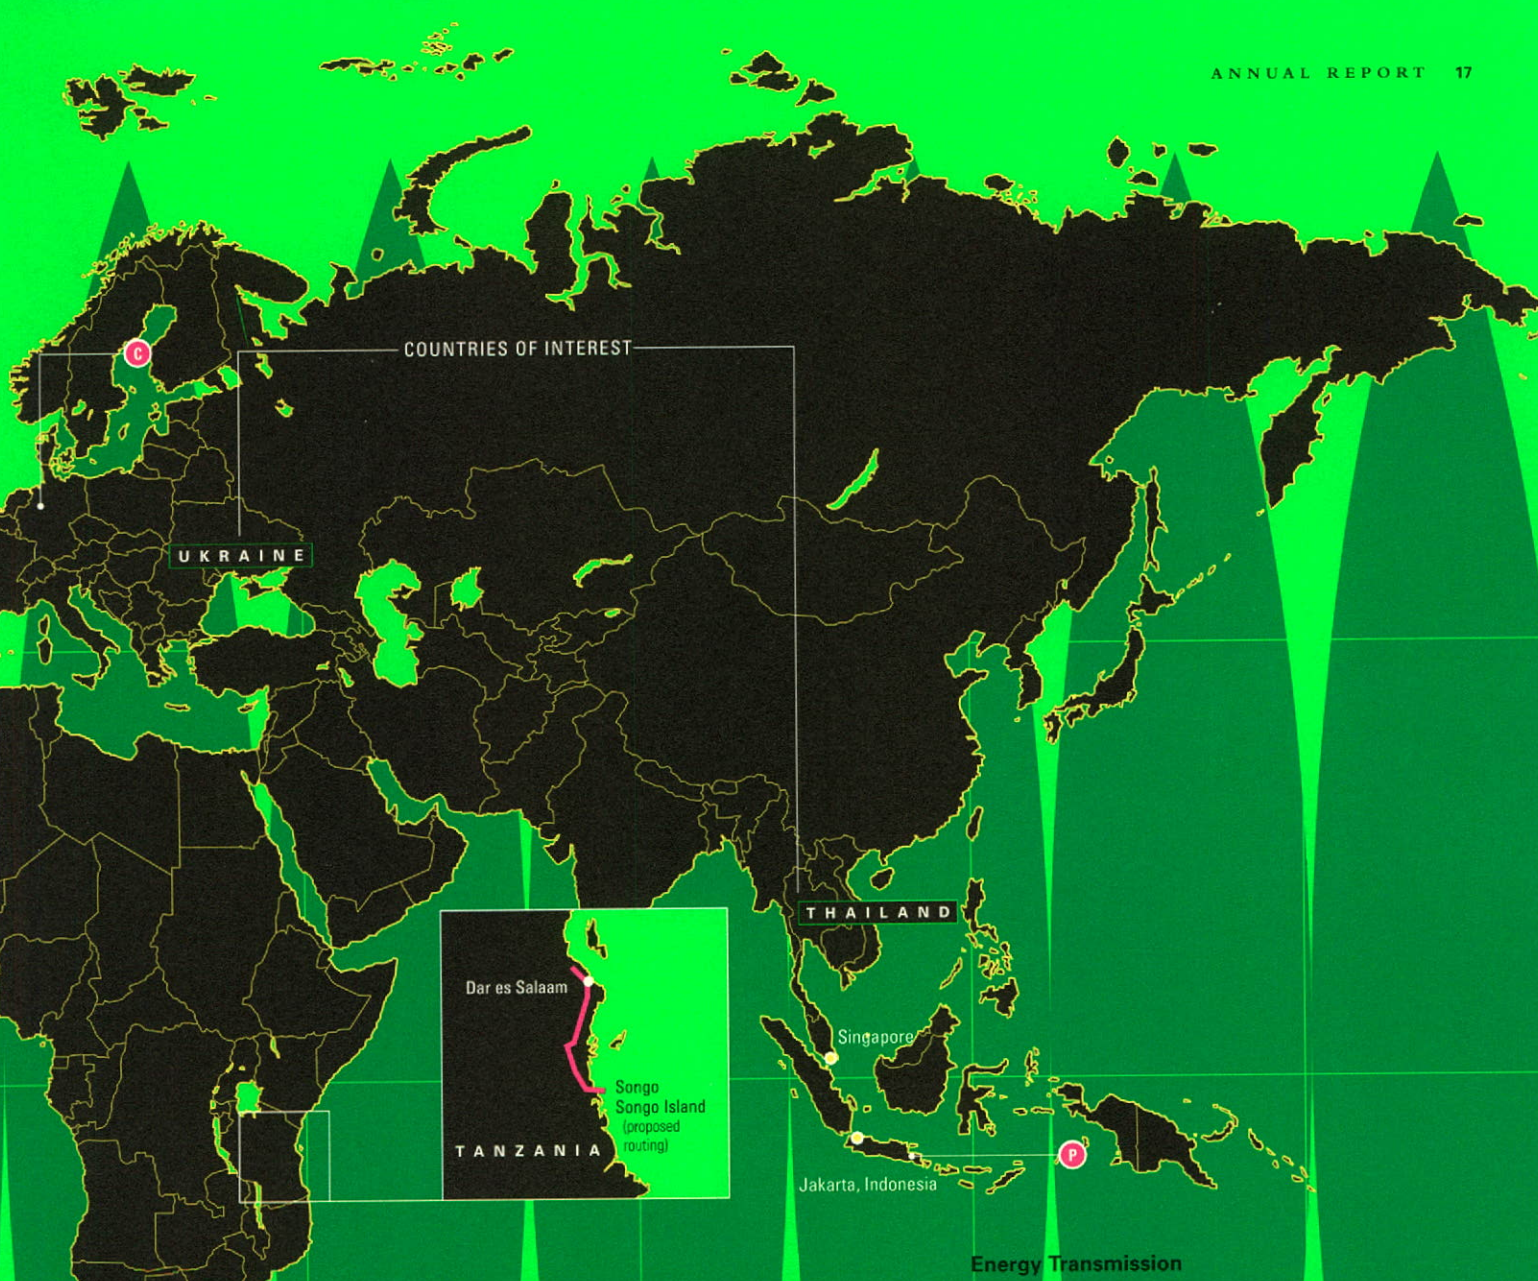 ANNUAL REPORT 17
C
COUNTRIES OF INTEREST
UKRAINE
THAILAND
Dar es Salaam
Singapore
Songo
Songo Island
(proposed
routing)
TANZANIA
P
Jakarta, Indonesia
Energy Transmission